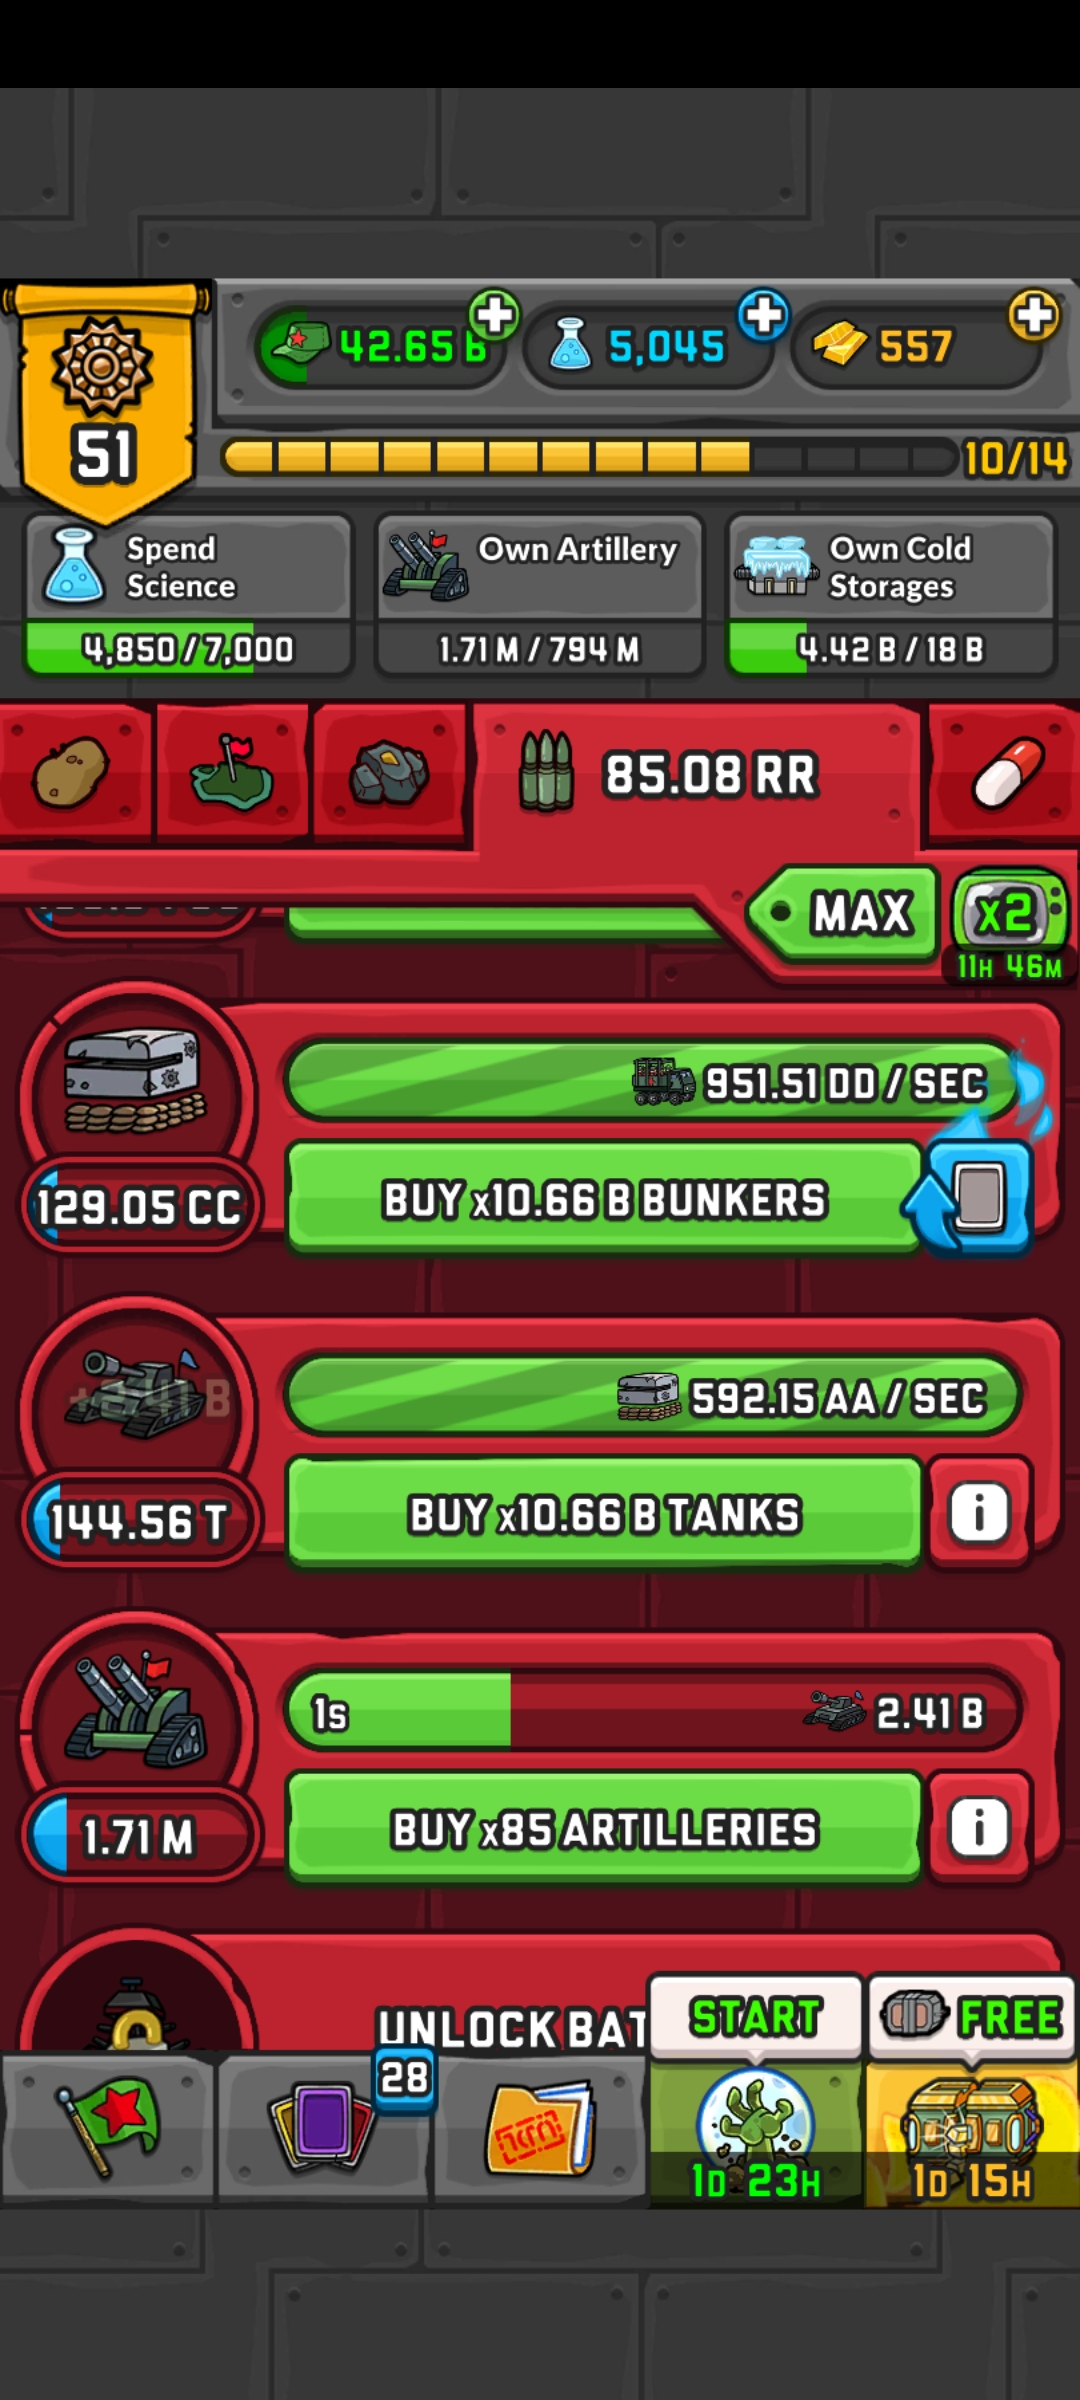 42.65 B
5,045
557
51
10/14
Spend
Science
4,850/7,000
Own Artillery
1.71 M / 794 M
Own Cold
Storages
4.42 B / 18 B
85.08 RR
MAX
x2
11H 46M
951.51 DD / SEC
129.05 CC
BUY x10.66 B BUNKERS
592.15 AA / SEC
144.56 T
BUY x10.66 B TANKS
i
1s
2.41 B
1.71 M
BUY x85 ARTILLERIES
i
UNLOCK BAT
START
FREE
28
1D 23H
1D 15H